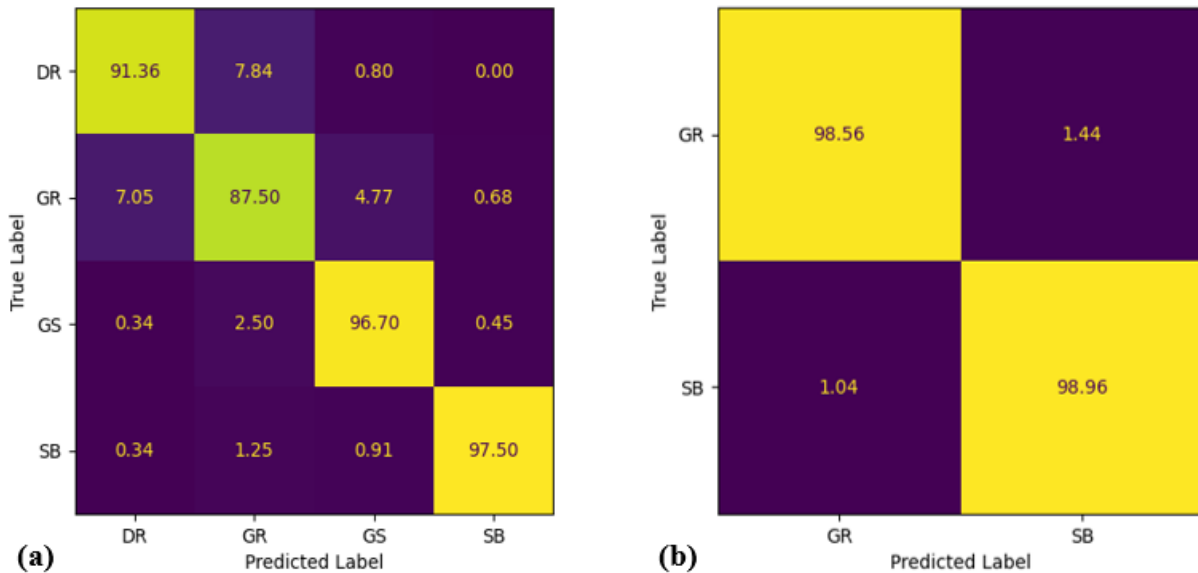 DR 91.36 7.84 0.80 0.00
GR 7.05 87.50 4.77 0.68
GS 0.34 2.50 96.70 0.45
SB 0.34 1.25 0.91 97.50
True Label
DR GR GS SB
Predicted Label
(a)
GR 98.56 1.44
SB 1.04 98.96
True Label
GR SB
Predicted Label
(b)